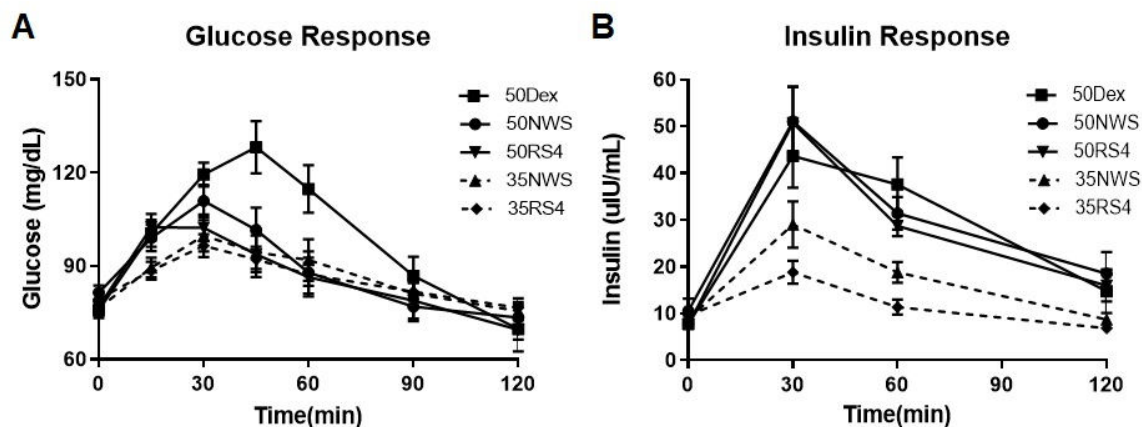 A
Glucose Response
150
120
90
60
Glucose (mg/dL)
50Dex
50NWS
50RS4
35NWS
35RS4
0
30
60
90
120
Time(min)
B
Insulin Response
60
50
40
30
20
10
0
Insulin (uIU/mL)
50Dex
50NWS
50RS4
35NWS
35RS4
0
30
60
90
120
Time(min)